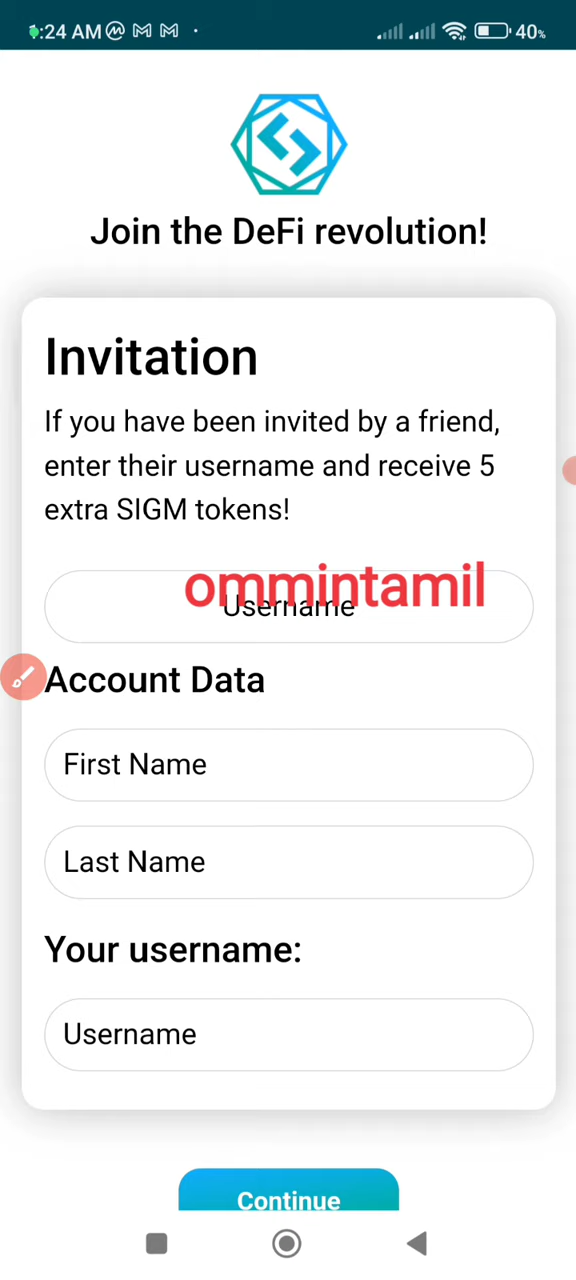 :24 AM
40%
Join the DeFi revolution!
Invitation
If you have been invited by a friend,
enter their username and receive 5
extra SIGM tokens!
ommintamil
Username
Account Data
First Name
Last Name
Your username:
Username
Continue